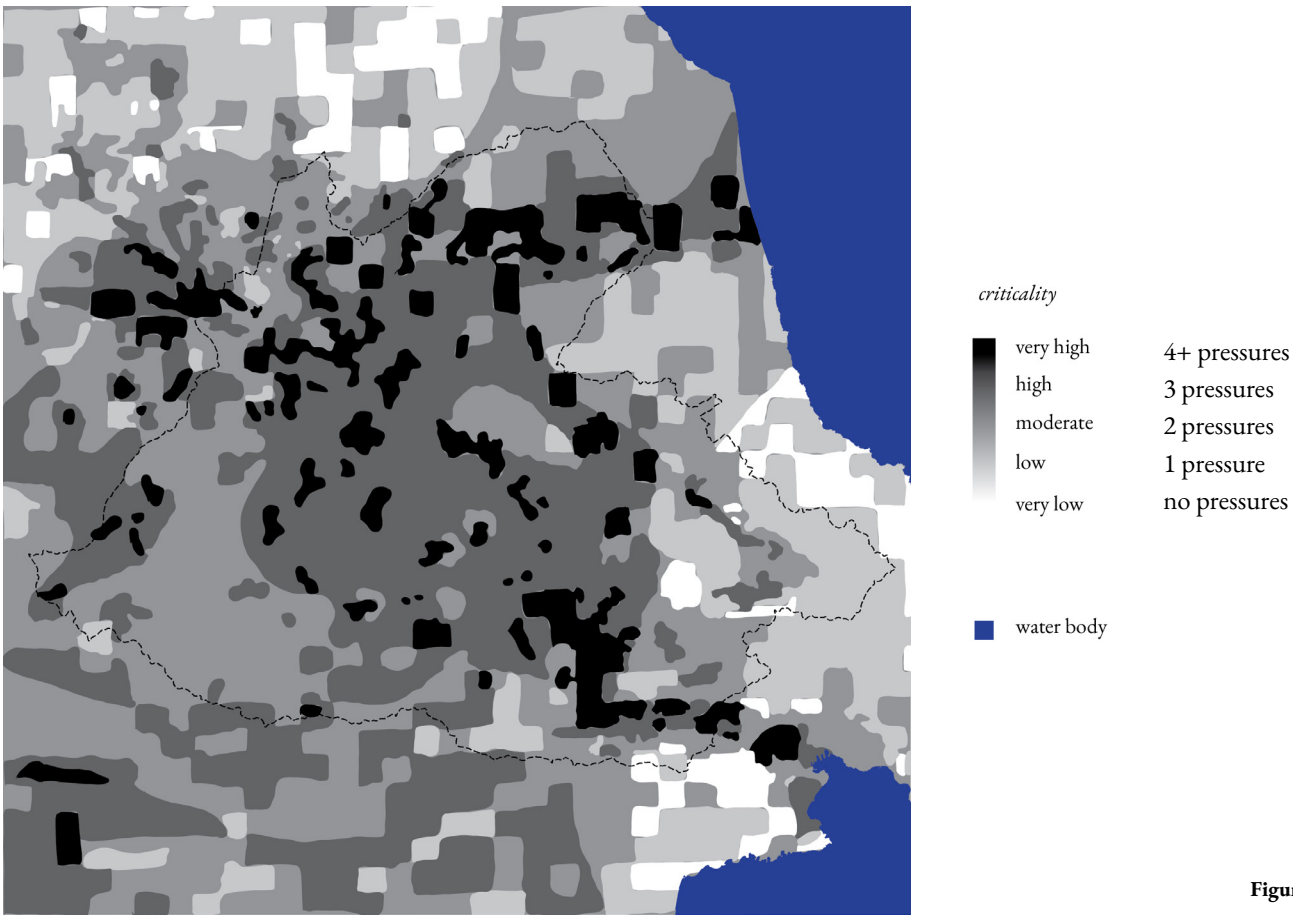 criticality
very high 4+ pressures
high 3 pressures
moderate 2 pressures
low 1 pressure
very low no pressures
water body